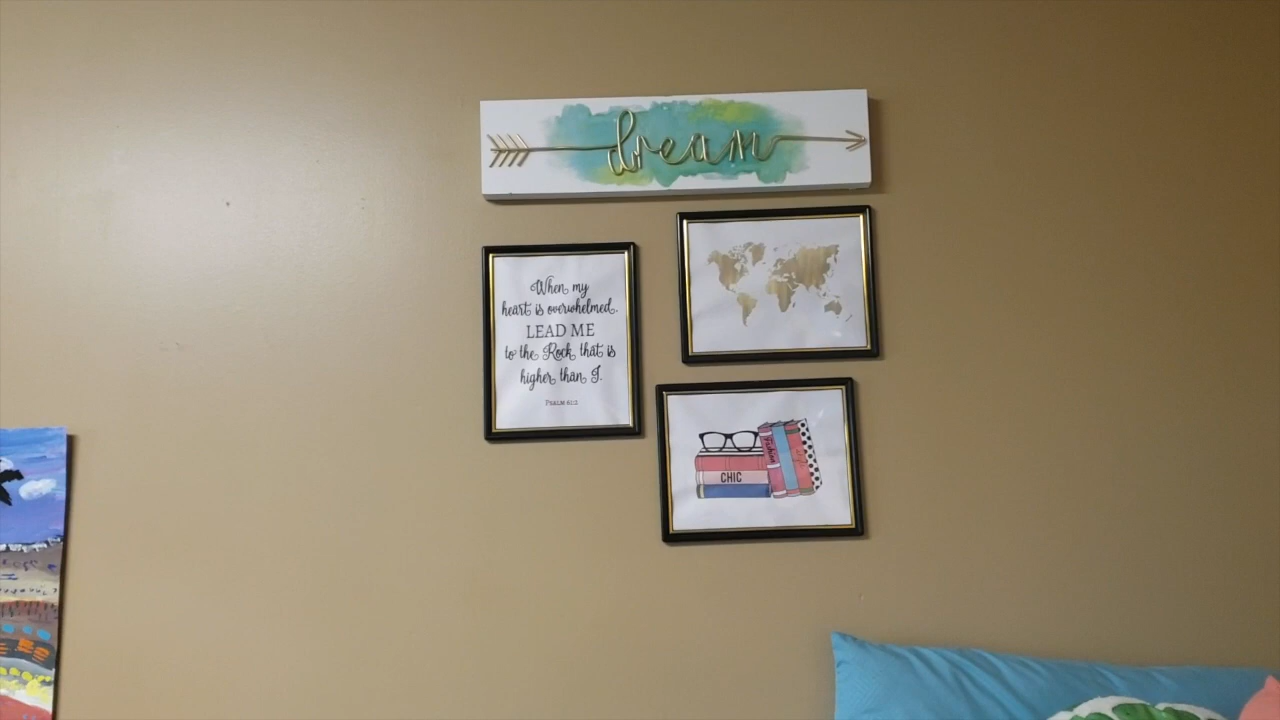 dream
When my
heart is overwhelmed.
LEAD ME
to the Rock that is
higher than I.
PSALM 61:2
CHIC
Fashion